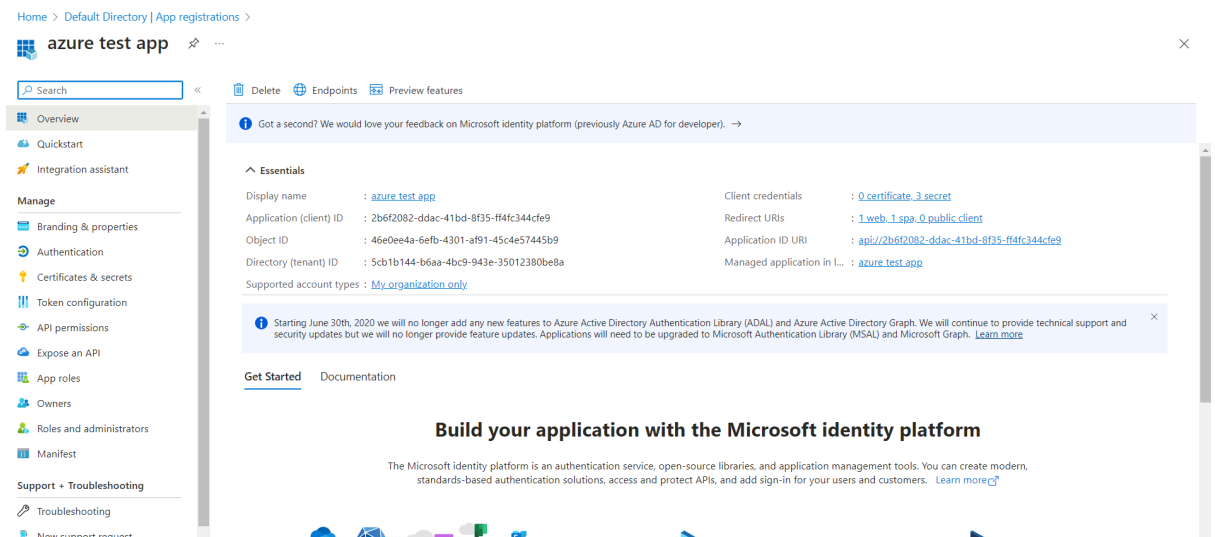 Home > Default Directory | App registrations >
azure test app
Search
Delete Endpoints Preview features
Overview
Quickstart
Integration assistant
Manage
Branding & properties
Authentication
Certificates & secrets
Token configuration
API permissions
Expose an API
App roles
Owners
Roles and administrators
Manifest
Support + Troubleshooting
Troubleshooting
New support request
Got a second? We would love your feedback on Microsoft identity platform (previously Azure AD for developer). →
Essentials
Display name : azure test app
Application (client) ID : 2b6f2082-ddac-41bd-8f35-ff4fc344cfe9
Object ID : 46e0ee4a-6efb-4301-af91-45c4e57445b9
Directory (tenant) ID : 5cb1b144-b6aa-4bc9-943e-35012380be8a
Supported account types : My organization only
Client credentials : 0 certificate, 3 secret
Redirect URIs : 1 web, 1 spa, 0 public client
Application ID URI : api://2b6f2082-ddac-41bd-8f35-ff4fc344cfe9
Managed application in l... : azure test app
Starting June 30th, 2020 we will no longer add any new features to Azure Active Directory Authentication Library (ADAL) and Azure Active Directory Graph. We will continue to provide technical support and
security updates but we will no longer provide feature updates. Applications will need to be upgraded to Microsoft Authentication Library (MSAL) and Microsoft Graph. Learn more
Get Started Documentation
Build your application with the Microsoft identity platform
The Microsoft identity platform is an authentication service, open-source libraries, and application management tools. You can create modern,
standards-based authentication solutions, access and protect APIs, and add sign-in for your users and customers. Learn more